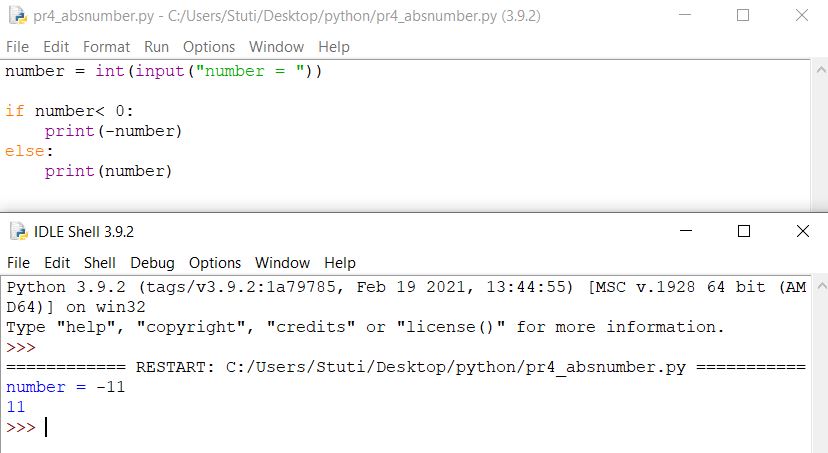 pr4_absnumber.py - C:/Users/Stuti/Desktop/python/pr4_absnumber.py (3.9.2)
File Edit Format Run Options Window Help
number = int(input("number = "))
if number< 0:
    print(-number)
else:
    print(number)
IDLE Shell 3.9.2
File Edit Shell Debug Options Window Help
Python 3.9.2 (tags/v3.9.2:1a79785, Feb 19 2021, 13:44:55) [MSC v.1928 64 bit (AM
D64)] on win32
Type "help", "copyright", "credits" or "license()" for more information.
>>>
============ RESTART: C:/Users/Stuti/Desktop/python/pr4_absnumber.py ===========
number = -11
11
>>>